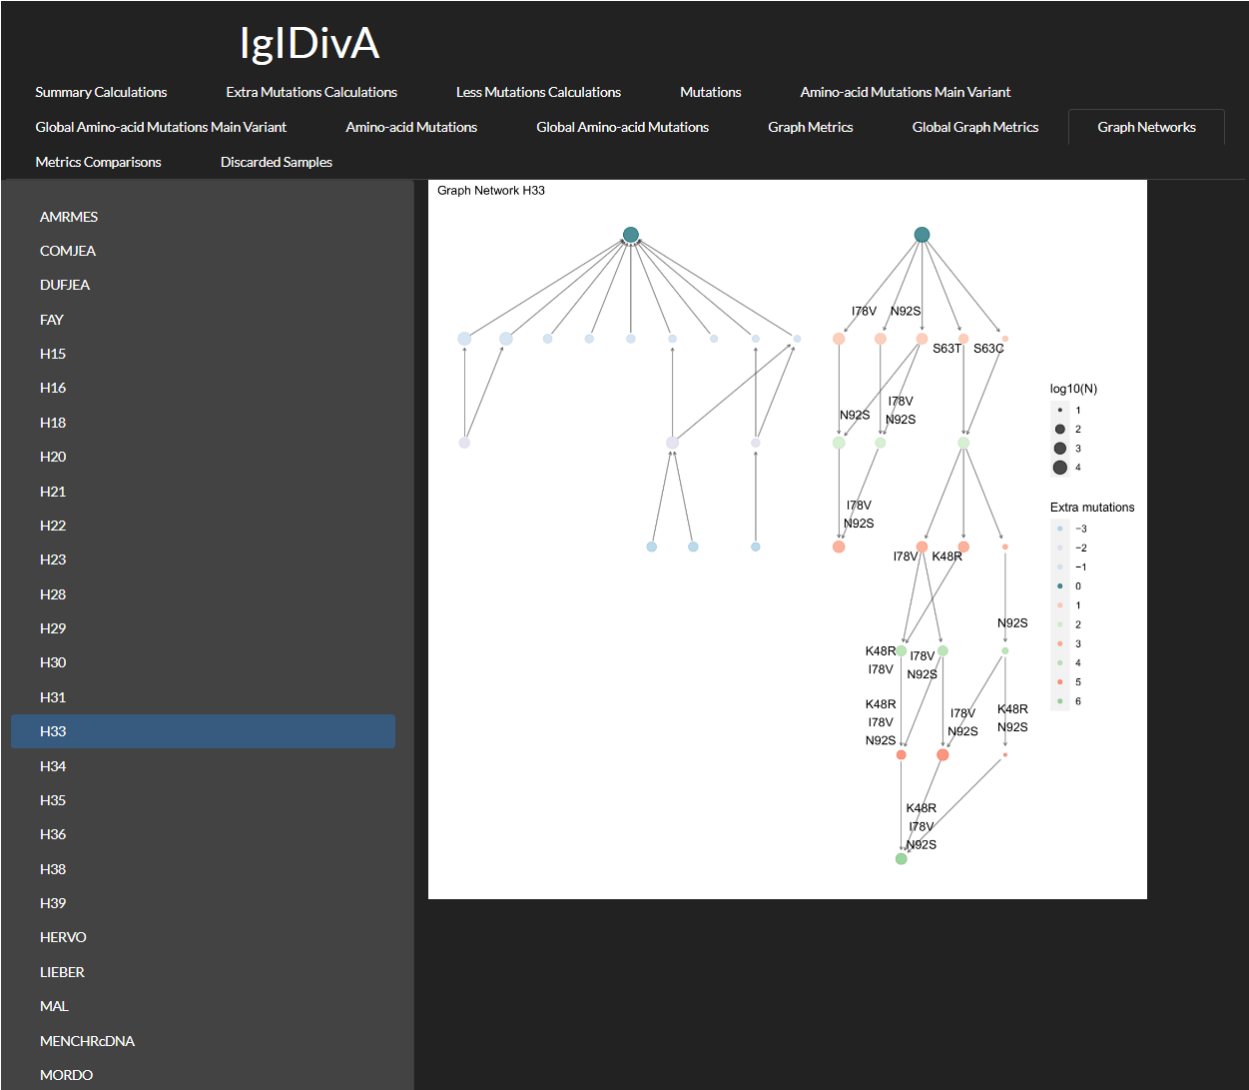 IgIDivA
Summary Calculations Extra Mutations Calculations Less Mutations Calculations Mutations Amino-acid Mutations Main Variant
Global Amino-acid Mutations Main Variant Amino-acid Mutations Global Amino-acid Mutations Graph Metrics Global Graph Metrics Graph Networks
Metrics Comparisons Discarded Samples
AMRMES
COMJEA
DUFJEA
FAY
H15
H16
H18
H20
H21
H22
H23
H28
H29
H30
H31
H33
H34
H35
H36
H38
H39
HERVO
LIEBER
MAL
MENCHRcDNA
MORDO
Graph Network H33
I78V N92S
S63T S63C
I78V
N92S N92S
I78V
N92S
I78V K48R
N92S
K48R I78V
I78V N92S
K48R
I78V I78V K48R
N92S N92S N92S
K48R
I78V
N92S
log10(N)
1
2
3
4
Extra mutations
−3
−2
−1
0
1
2
3
4
5
6